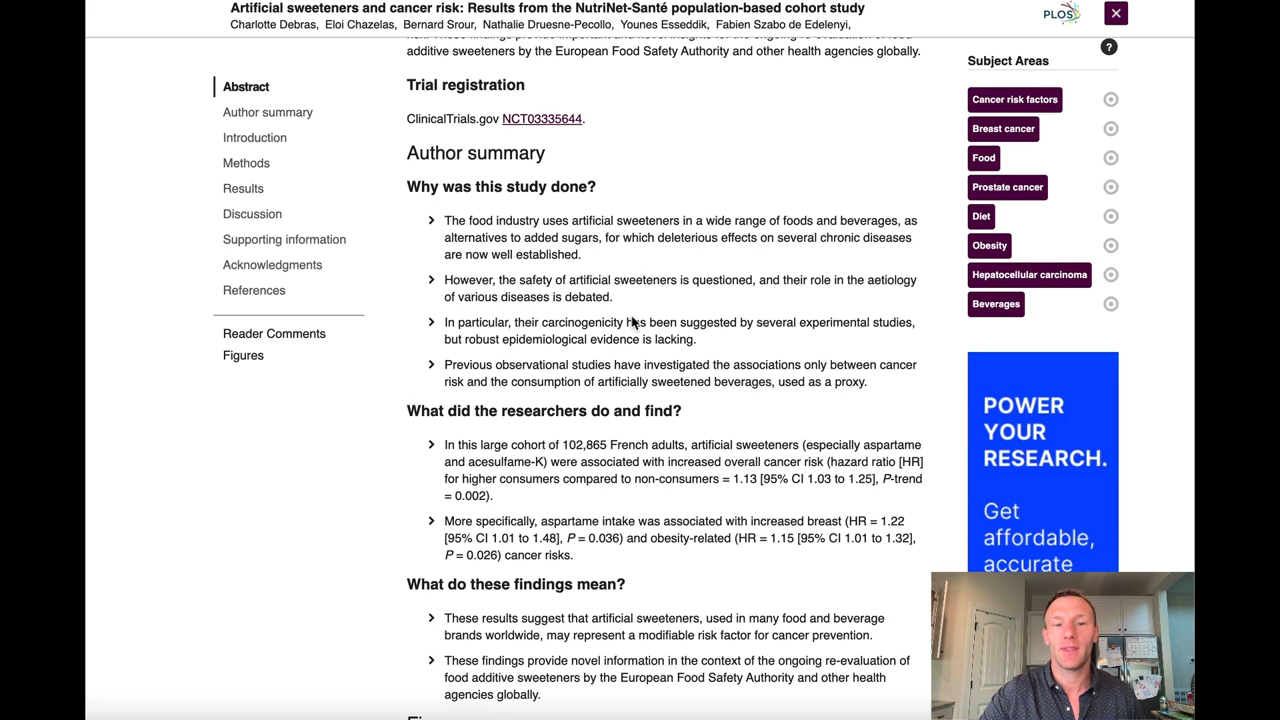 Artificial sweeteners and cancer risk: Results from the NutriNet-Santé population-based cohort study
Charlotte Debras, Eloi Chazelas, Bernard Srour, Nathalie Druesne-Pecollo, Younes Esseddik, Fabien Szabo de Edelenyi,
PLOS
additive sweeteners by the European Food Safety Authority and other health agencies globally.
Trial registration
ClinicalTrials.gov NCT03335644.
Author summary
Why was this study done?
The food industry uses artificial sweeteners in a wide range of foods and beverages, as
alternatives to added sugars, for which deleterious effects on several chronic diseases
are now well established.
However, the safety of artificial sweeteners is questioned, and their role in the aetiology
of various diseases is debated.
In particular, their carcinogenicity has been suggested by several experimental studies,
but robust epidemiological evidence is lacking.
Previous observational studies have investigated the associations only between cancer
risk and the consumption of artificially sweetened beverages, used as a proxy.
What did the researchers do and find?
In this large cohort of 102,865 French adults, artificial sweeteners (especially aspartame
and acesulfame-K) were associated with increased overall cancer risk (hazard ratio [HR]
for higher consumers compared to non-consumers = 1.13 [95% CI 1.03 to 1.25], P-trend
= 0.002).
More specifically, aspartame intake was associated with increased breast (HR = 1.22
[95% CI 1.01 to 1.48], P = 0.036) and obesity-related (HR = 1.15 [95% CI 1.01 to 1.32],
P = 0.026) cancer risks.
What do these findings mean?
These results suggest that artificial sweeteners, used in many food and beverage
brands worldwide, may represent a modifiable risk factor for cancer prevention.
These findings provide novel information in the context of the ongoing re-evaluation of
food additive sweeteners by the European Food Safety Authority and other health
agencies globally.
Abstract
Author summary
Introduction
Methods
Results
Discussion
Supporting information
Acknowledgments
References
Reader Comments
Figures
?
Subject Areas
Cancer risk factors
Breast cancer
Food
Prostate cancer
Diet
Obesity
Hepatocellular carcinoma
Beverages
POWER
YOUR
RESEARCH.
Get
affordable,
accurate